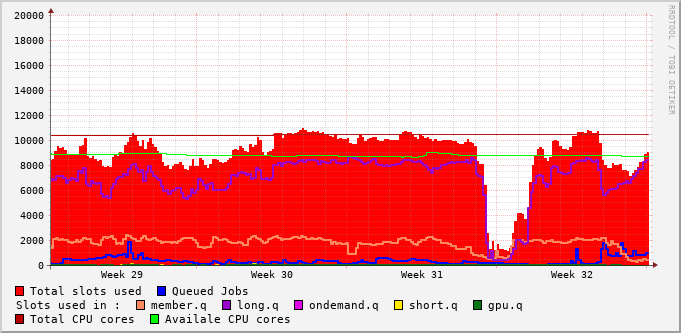 20000
18000
16000
14000
12000
10000
8000
6000
4000
2000
0
Week 29 Week 30 Week 31 Week 32
RRDTOOL / TOBI OETIKER
Total slots used Queued Jobs
Slots used in : member.q long.q ondemand.q short.q gpu.q
Total CPU cores Availale CPU cores